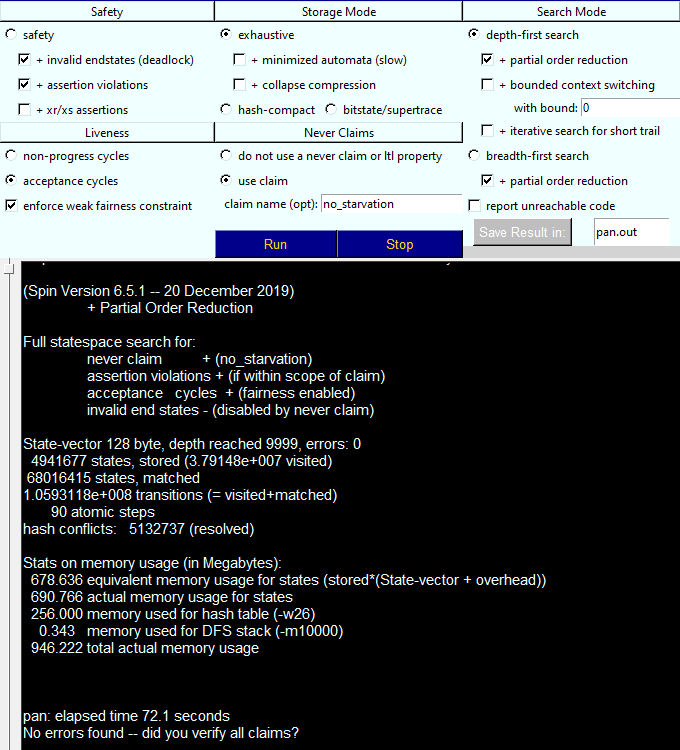 Safety
Storage Mode
Search Mode
safety
exhaustive
depth-first search
+ invalid endstates (deadlock)
+ minimized automata (slow)
+ partial order reduction
+ assertion violations
+ collapse compression
+ bounded context switching
with bound: 0
+ xr/xs assertions
hash-compact
bitstate/supertrace
+ iterative search for short trail
Liveness
Never Claims
non-progress cycles
do not use a never claim or ltl property
breadth-first search
acceptance cycles
use claim
+ partial order reduction
enforce weak fairness constraint
claim name (opt): no_starvation
report unreachable code
Run
Stop
Save Result in:
pan.out
(Spin Version 6.5.1 -- 20 December 2019)
+ Partial Order Reduction
Full statespace search for:
never claim + (no_starvation)
assertion violations + (if within scope of claim)
acceptance cycles + (fairness enabled)
invalid end states - (disabled by never claim)
State-vector 128 byte, depth reached 9999, errors: 0
4941677 states, stored (3.79148e+007 visited)
68016415 states, matched
1.0593118e+008 transitions (= visited+matched)
90 atomic steps
hash conflicts: 5132737 (resolved)
Stats on memory usage (in Megabytes):
678.636 equivalent memory usage for states (stored*(State-vector + overhead))
690.766 actual memory usage for states
256.000 memory used for hash table (-w26)
0.343 memory used for DFS stack (-m10000)
946.222 total actual memory usage
pan: elapsed time 72.1 seconds
No errors found -- did you verify all claims?